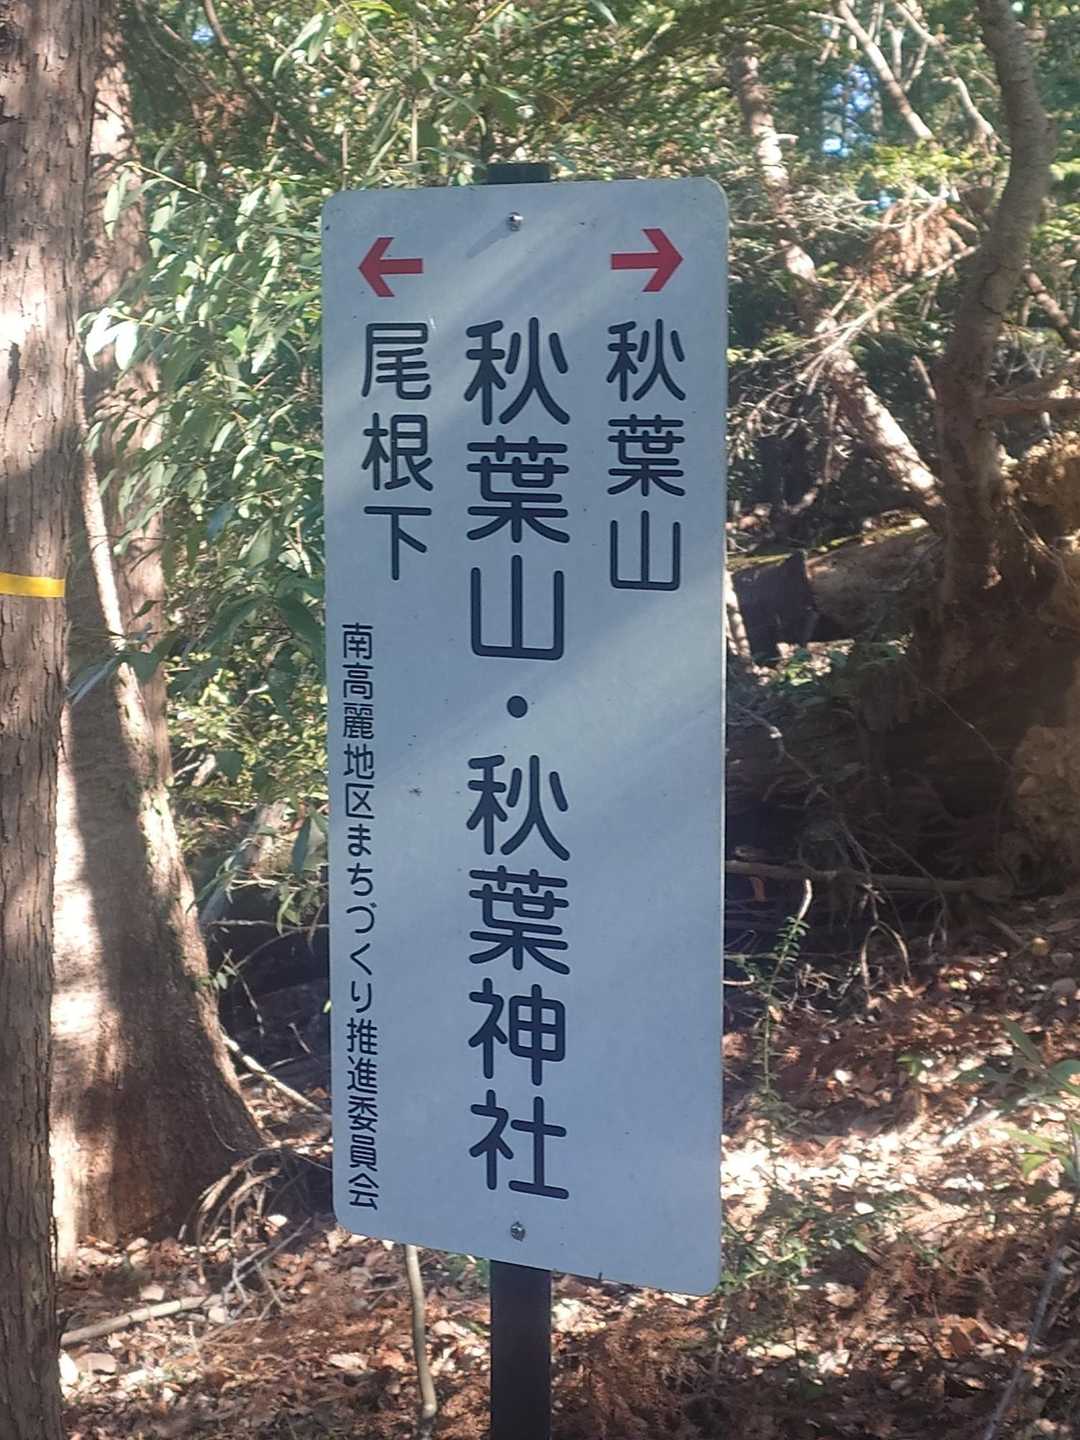 →
秋葉山
秋葉山・秋葉神社
←
尾根下
南高麗地区まちづくり推進委員会